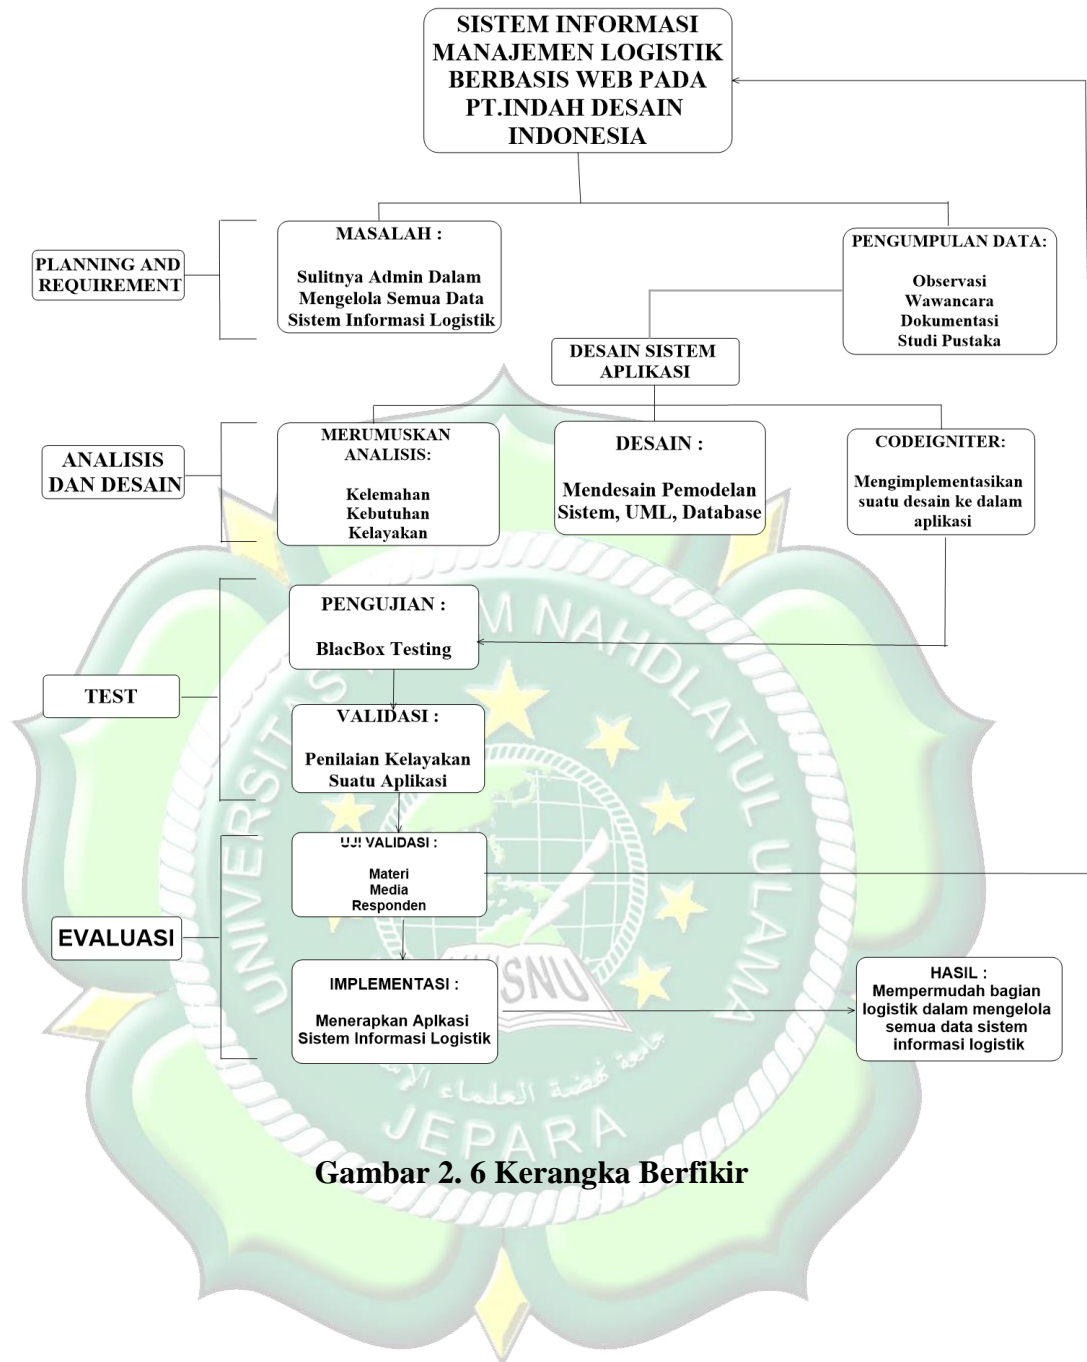 SISTEM INFORMASI
MANAJEMEN LOGISTIK
BERBASIS WEB PADA
PT.INDAH DESAIN
INDONESIA
PLANNING AND
REQUIREMENT
MASALAH :
Sulitnya Admin Dalam
Mengelola Semua Data
Sistem Informasi Logistik
PENGUMPULAN DATA:
Observasi
Wawancara
Dokumentasi
Studi Pustaka
DESAIN SISTEM
APLIKASI
ANALISIS
DAN DESAIN
MERUMUSKAN
ANALISIS:
Kelemahan
Kebutuhan
Kelayakan
DESAIN :
Mendesain Pemodelan
Sistem, UML, Database
CODEIGNITER:
Mengimplementasikan
suatu desain ke dalam
aplikasi
TEST
PENGUJIAN :
BlacBox Testing
VALIDASI :
Penilaian Kelayakan
Suatu Aplikasi
EVALUASI
UJI VALIDASI :
Materi
Media
Responden
IMPLEMENTASI :
Menerapkan Aplkasi
Sistem Informasi Logistik
HASIL :
Mempermudah bagian
logistik dalam mengelola
semua data sistem
informasi logistik
UNIVERSITAS
NAHDLATUL ULAMA
JEPARA
Gambar 2. 6 Kerangka Berfikir